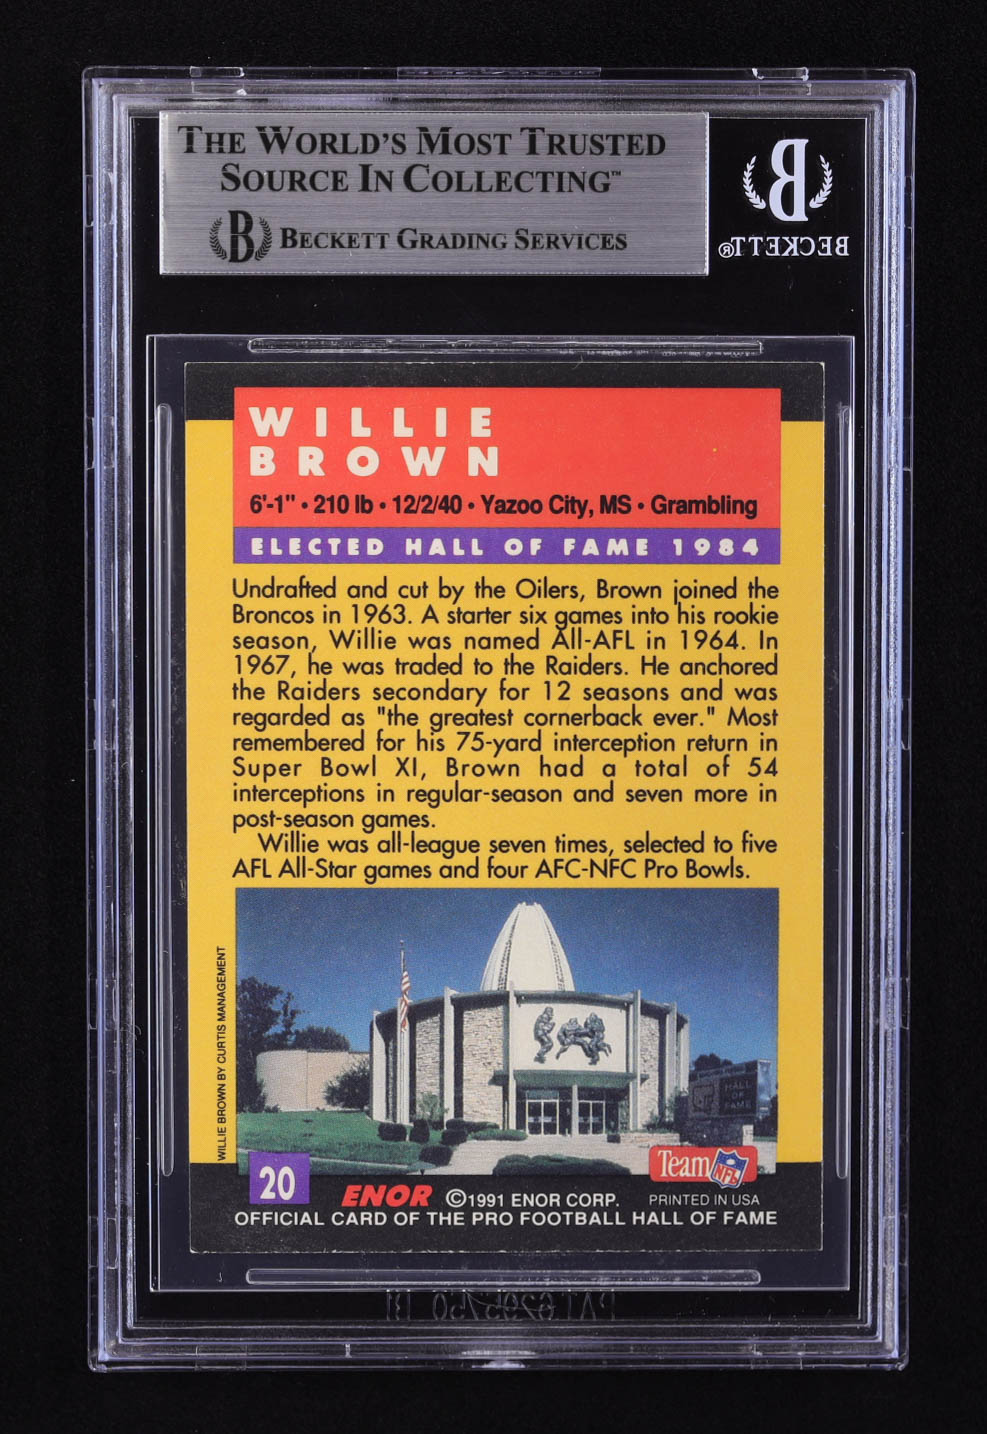 THE WORLD'S MOST TRUSTED
SOURCE IN COLLECTING™
B BECKETT GRADING SERVICES
B
BECKETT®
WILLIE
BROWN
6'-1" • 210 lb • 12/2/40 • Yazoo City, MS • Grambling
ELECTED HALL OF FAME 1984
Undrafted and cut by the Oilers, Brown joined the
Broncos in 1963. A starter six games into his rookie
season, Willie was named All-AFL in 1964. In
1967, he was traded to the Raiders. He anchored
the Raiders secondary for 12 seasons and was
regarded as "the greatest cornerback ever." Most
remembered for his 75-yard interception return in
Super Bowl XI, Brown had a total of 54
interceptions in regular-season and seven more in
post-season games.
Willie was all-league seven times, selected to five
AFL All-Star games and four AFC-NFC Pro Bowls.
WILLIE BROWN BY CURTIS MANAGEMENT
HALL
OF
FAME
Team NFL
20
ENOR ©1991 ENOR CORP. PRINTED IN USA
OFFICIAL CARD OF THE PRO FOOTBALL HALL OF FAME